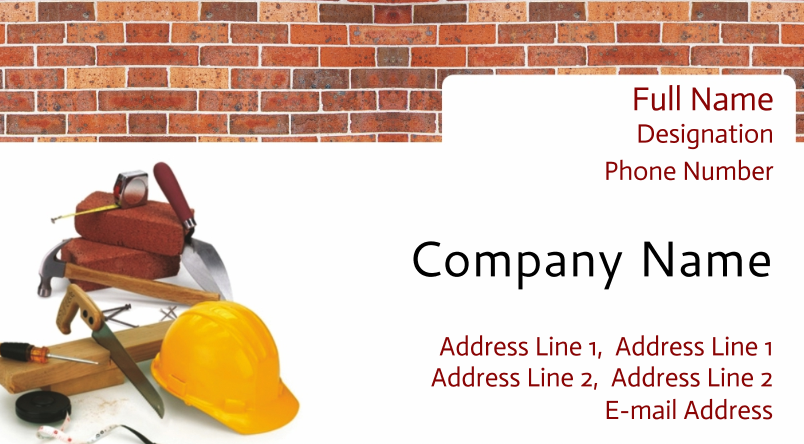 Full Name
Designation
Phone Number
Company Name
Address Line 1,  Address Line 1
Address Line 2,  Address Line 2
E-mail Address